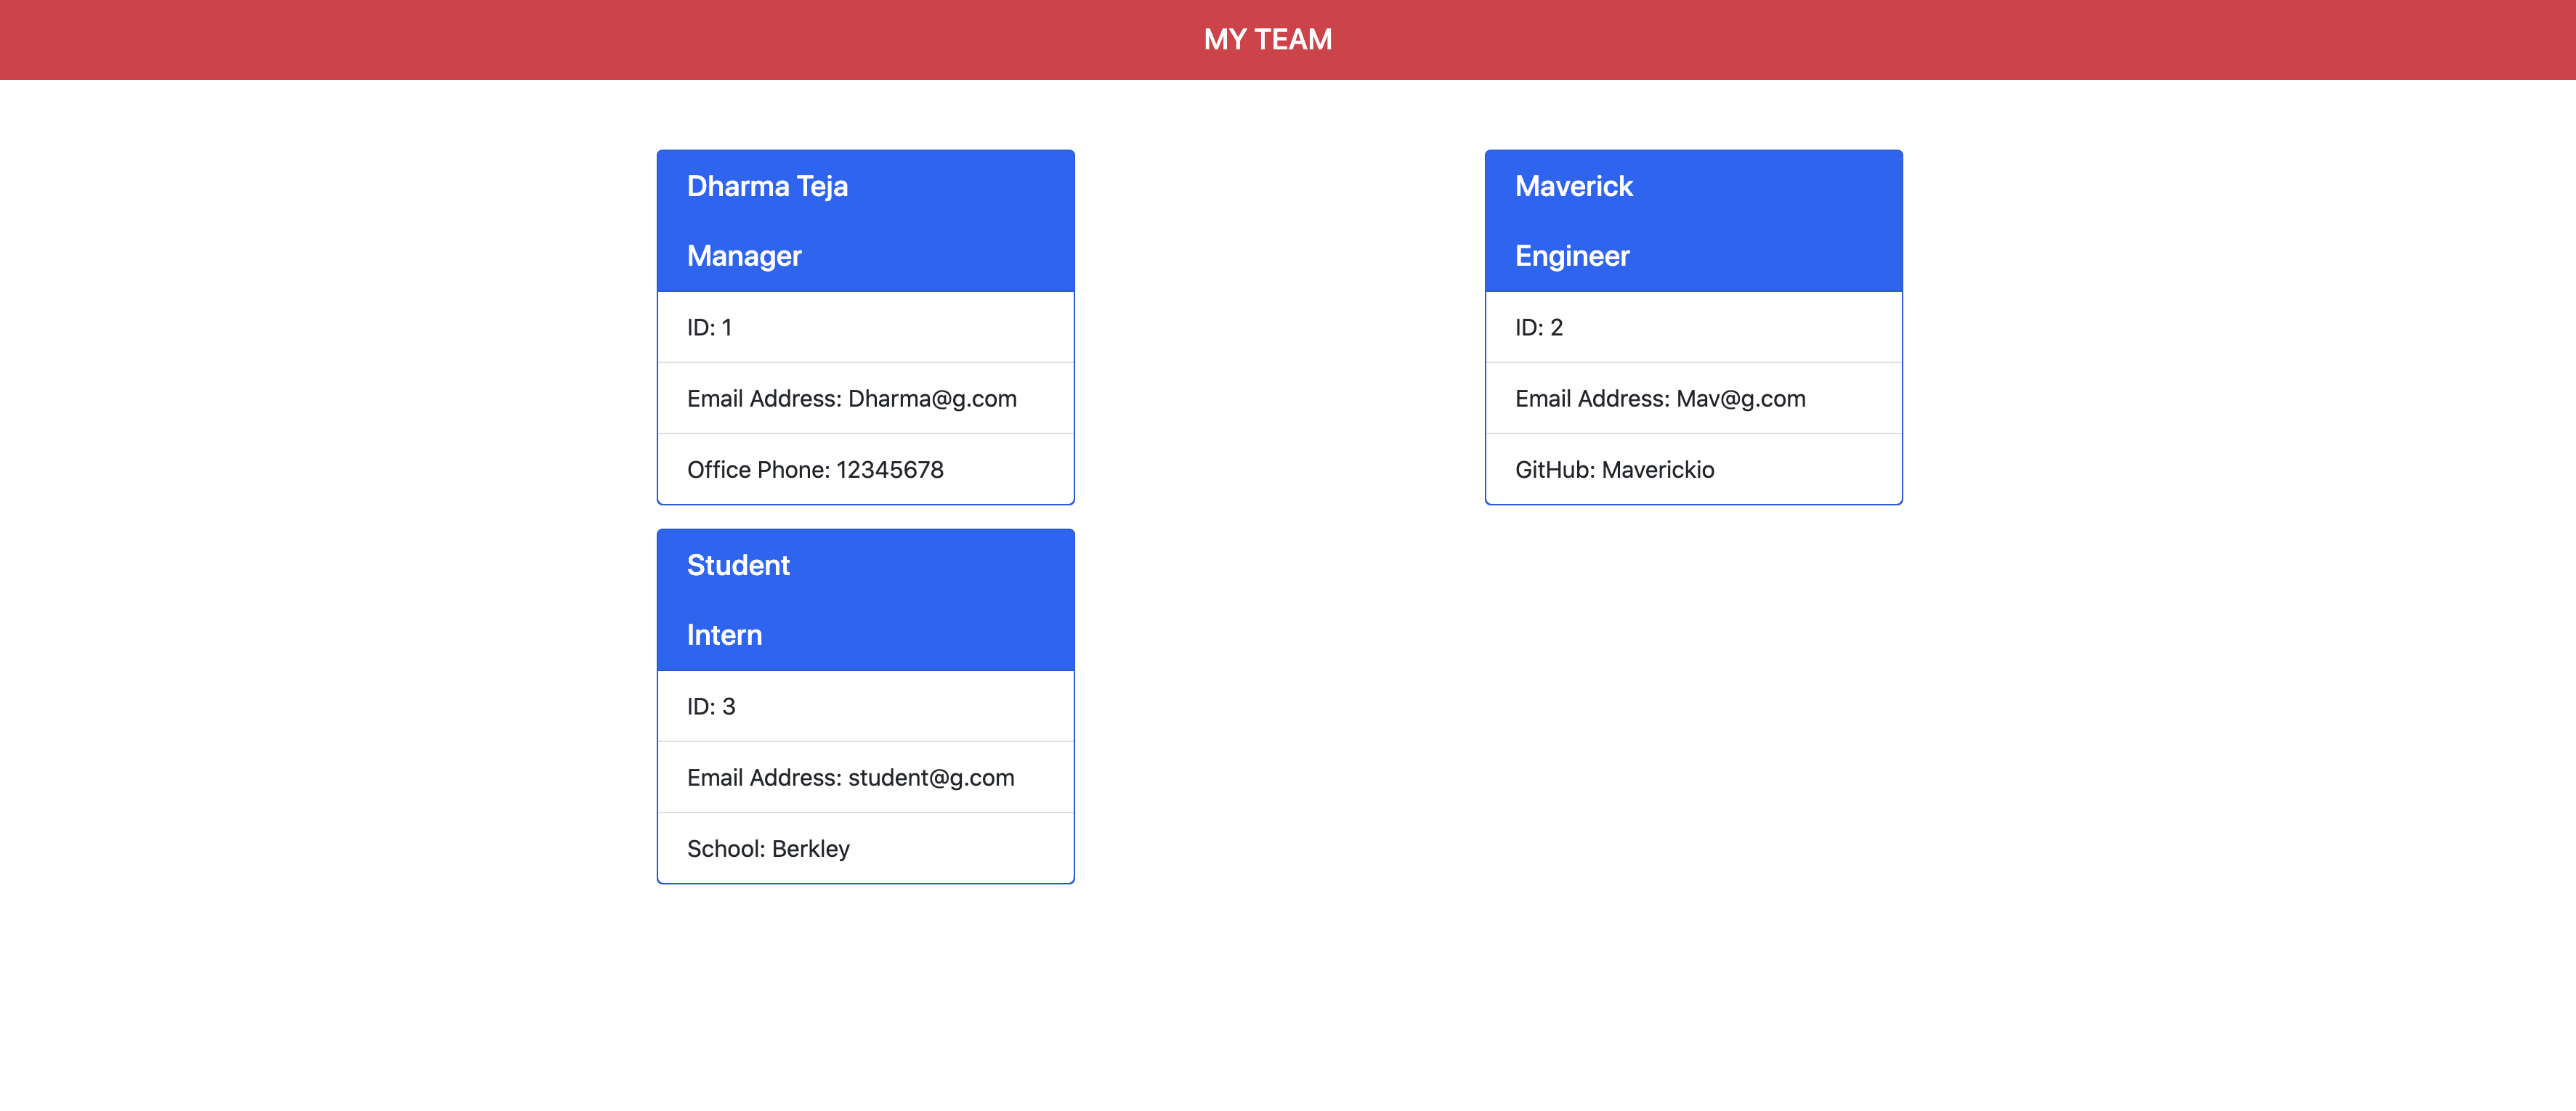 MY TEAM
Dharma Teja
Manager
ID: 1
Email Address: Dharma@g.com
Office Phone: 12345678
Maverick
Engineer
ID: 2
Email Address: Mav@g.com
GitHub: Maverickio
Student
Intern
ID: 3
Email Address: student@g.com
School: Berkley